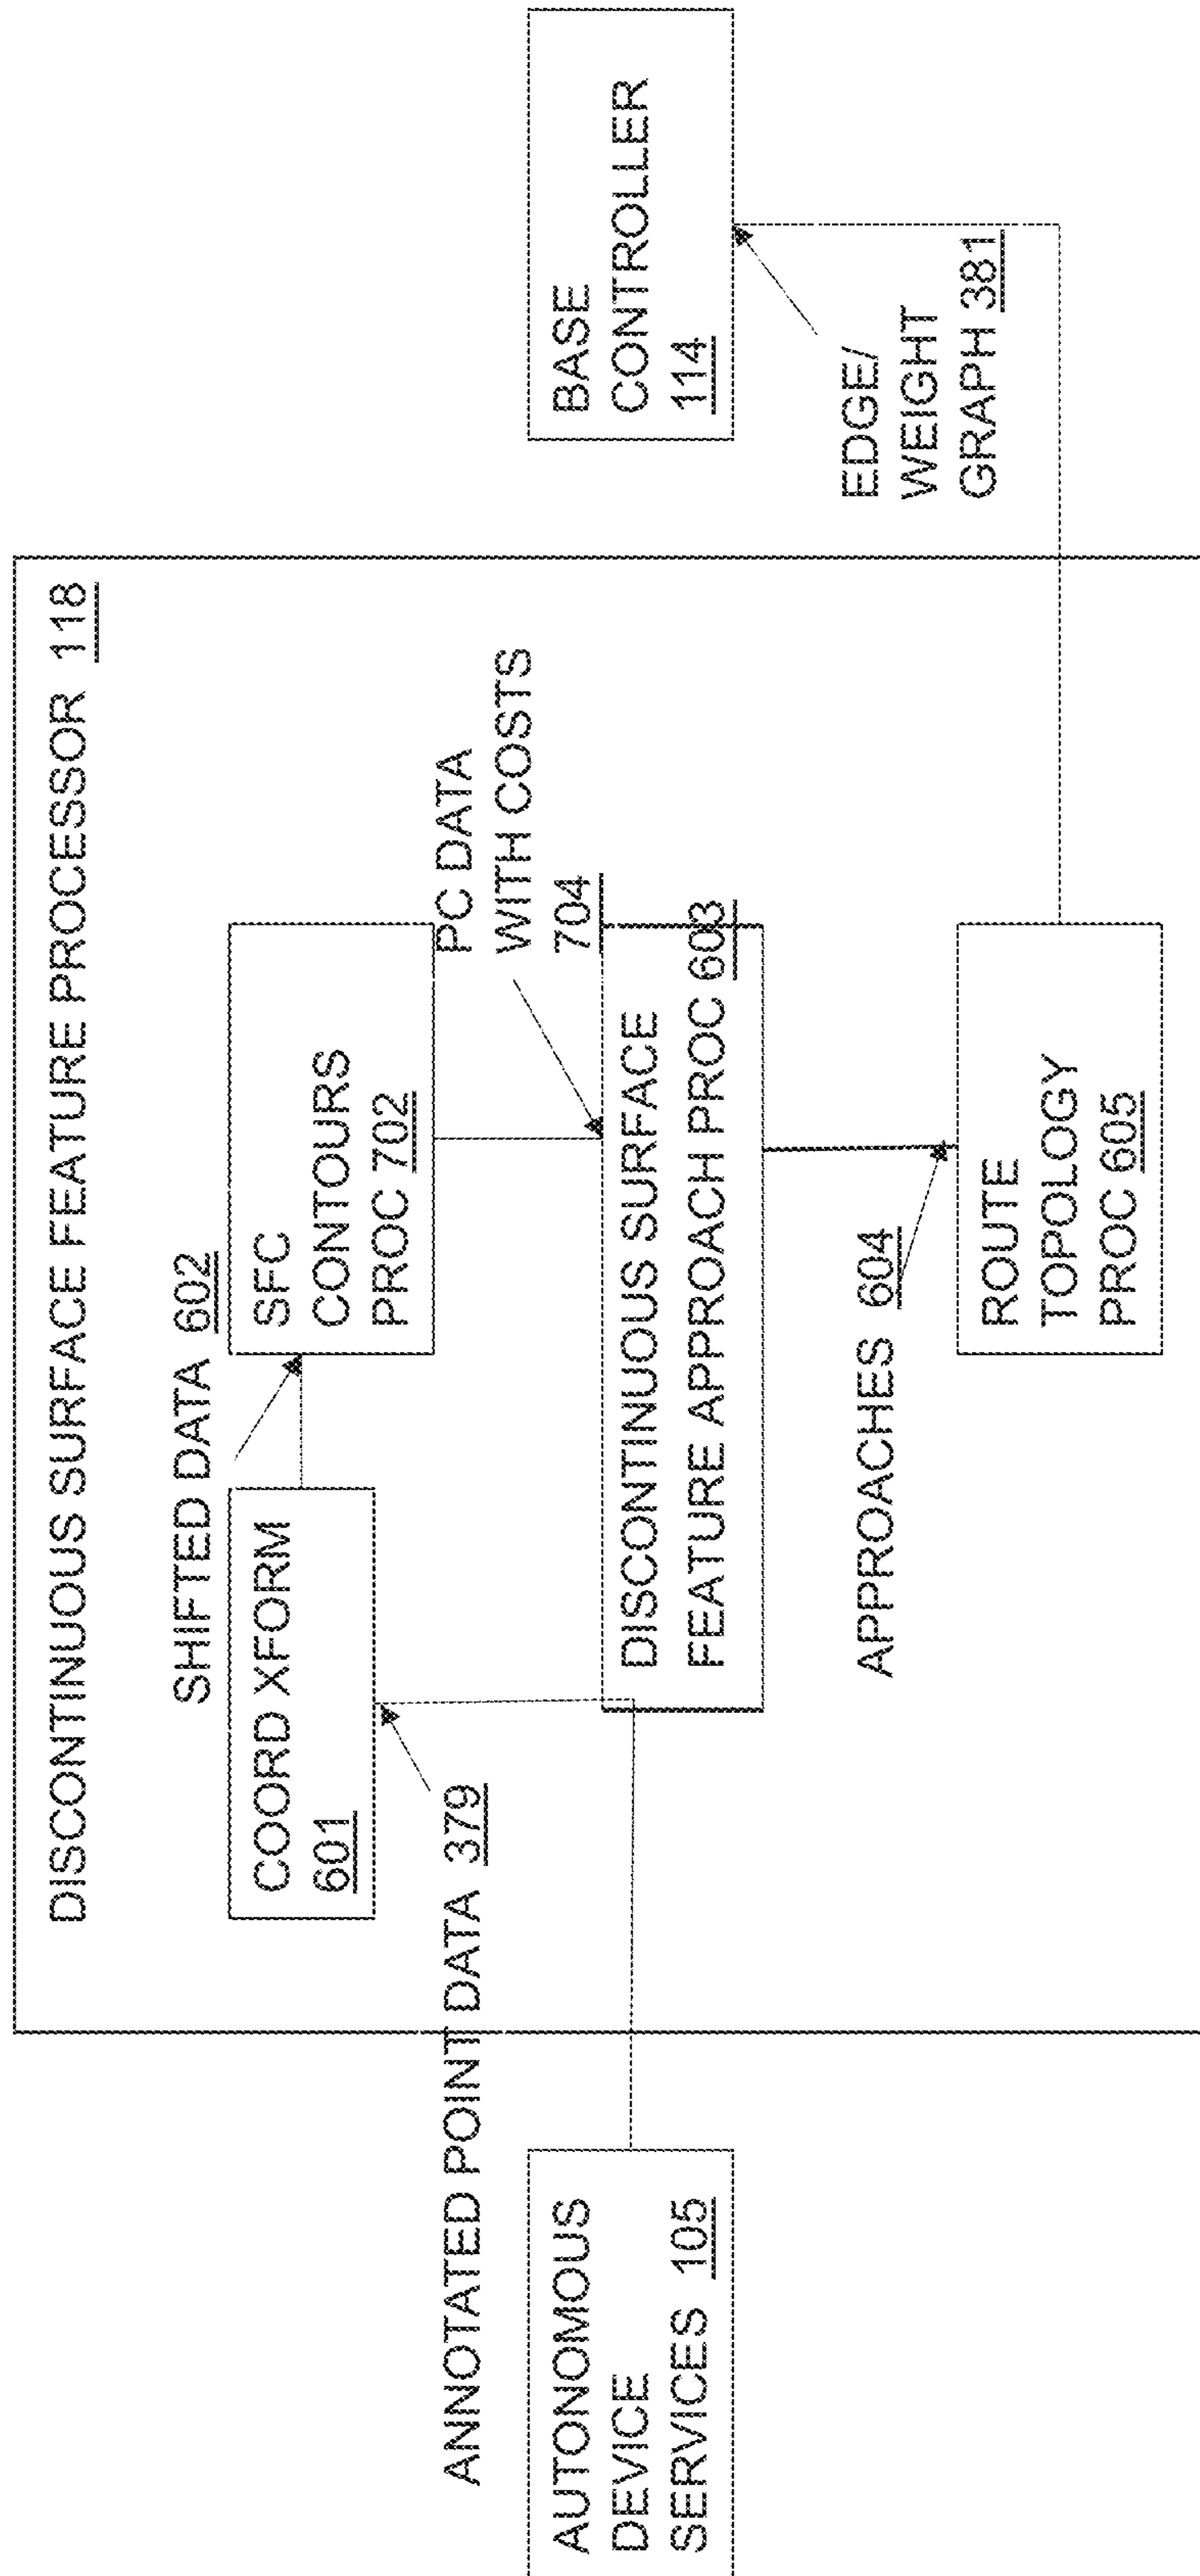 DISCONTINUOUS SURFACE FEATURE PROCESSOR 118
SHIFTED DATA 602
COORD XFORM
601
SFC
CONTOURS
PROC 702
PC DATA
WITH COSTS
704
ANNOTATED POINT DATA 379
AUTONOMOUS
DEVICE
SERVICES 105
DISCONTINUOUS SURFACE
FEATURE APPROACH PROC 603
BASE
CONTROLLER
114
APPROACHES 604
EDGE/
WEIGHT
GRAPH 381
ROUTE
TOPOLOGY
PROC 605